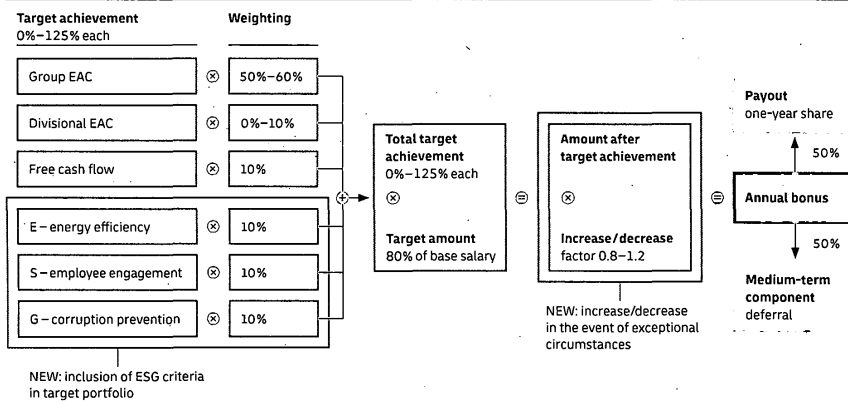 Target achievement
0%–125% each
Weighting
Group EAC
⊗
50%–60%
Divisional EAC
⊗
0%–10%
Free cash flow
⊗
10%
E – energy efficiency
⊗
10%
S – employee engagement
⊗
10%
G – corruption prevention
⊗
10%
NEW: inclusion of ESG criteria
in target portfolio
⊕
Total target
achievement
0%–125% each
⊗
Target amount
80% of base salary
⊜
Amount after
target achievement
⊗
Increase/decrease
factor 0.8–1.2
NEW: increase/decrease
in the event of exceptional
circumstances
⊜
Payout
one-year share
50%
Annual bonus
50%
Medium-term
component
deferral